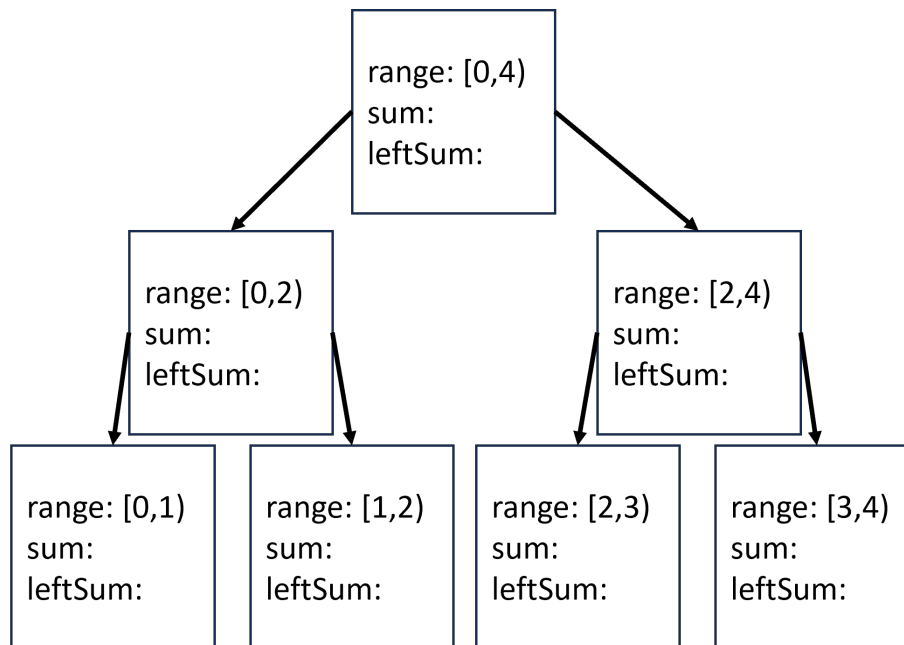 range: [0,4)
sum:
leftSum:
range: [0,2)
sum:
leftSum:
range: [2,4)
sum:
leftSum:
range: [0,1)
sum:
leftSum:
range: [1,2)
sum:
leftSum:
range: [2,3)
sum:
leftSum:
range: [3,4)
sum:
leftSum: